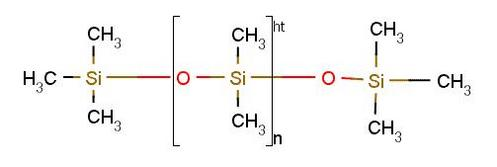 CH3 CH3 ht CH3
H3C Si O Si O Si CH3
CH3 CH3 n CH3